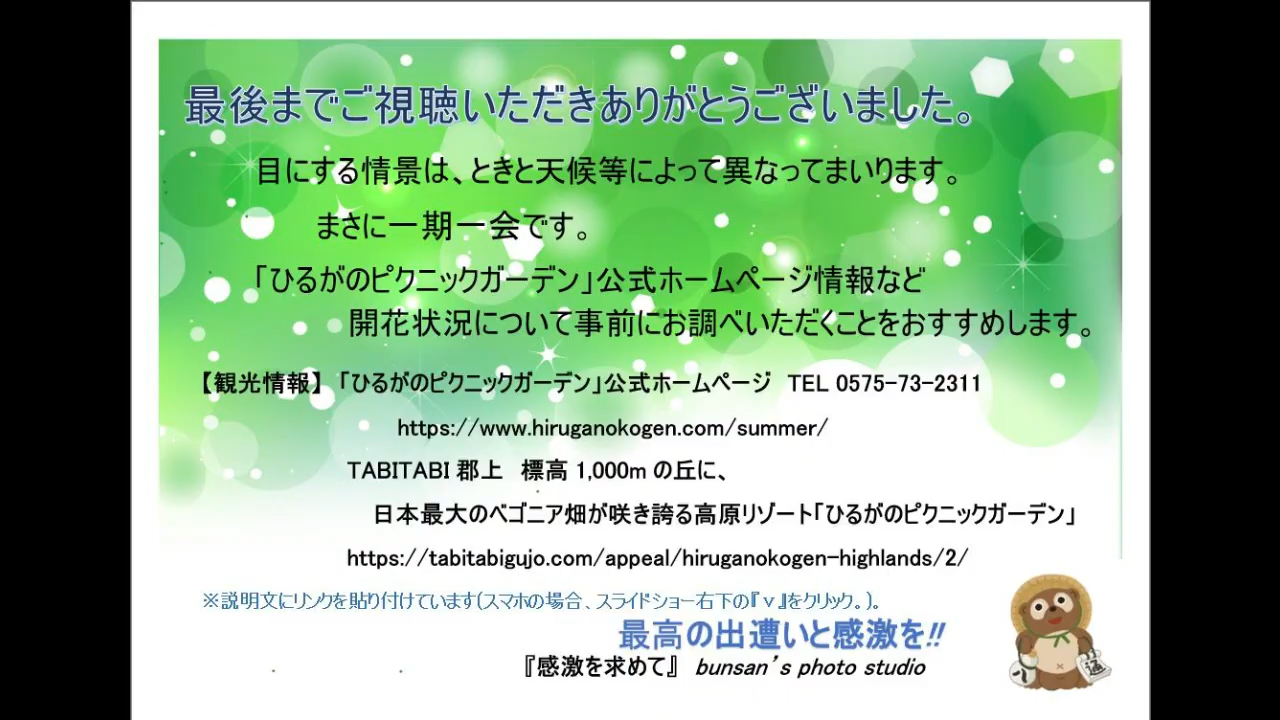 最後までご視聴いただきありがとうございました。
目にする情景は、ときと天候等によって異なってまいります。
まさに一期一会です。
「ひるがのピクニックガーデン」公式ホームページ情報など
開花状況について事前にお調べいただくことをおすすめします。
【観光情報】「ひるがのピクニックガーデン」公式ホームページ TEL 0575-73-2311
https://www.hiruganokogen.com/summer/
TABITABI 郡上 標高 1,000m の丘に、
日本最大のベゴニア畑が咲き誇る高原リゾート「ひるがのピクニックガーデン」
https://tabitabigujo.com/appeal/hiruganokogen-highlands/2/
※説明文にリンクを貼り付けています(スマホの場合、スライドショー右下の『v』をクリック。)。
最高の出遭いと感激を!!
『感激を求めて』 bunsan's photo studio
八
通